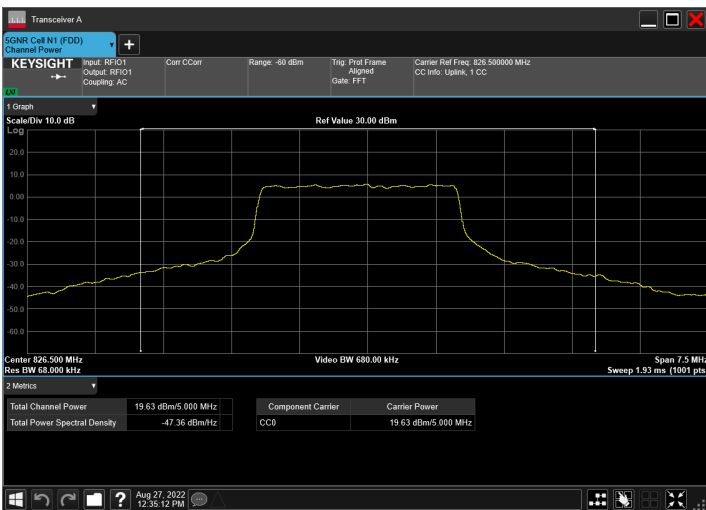 Transceiver A
5GNR Cell N1 (FDD)
Channel Power
+
KEYSIGHT
LXI
Input: RFIO1
Output: RFIO1
Coupling: AC
Corr CCorr
Range: -60 dBm
Trig: Prot Frame
Aligned
Gate: FFT
Carrier Ref Freq: 826.500000 MHz
CC Info: Uplink, 1 CC
1 Graph
Scale/Div 10.0 dB
Ref Value 30.00 dBm
Log
20.0
10.0
0.00
-10.0
-20.0
-30.0
-40.0
-50.0
-60.0
Center 826.500 MHz
Video BW 680.00 kHz
Span 7.5 MHz
Res BW 68.000 kHz
Sweep 1.93 ms (1001 pts
2 Metrics
Total Channel Power 19.63 dBm/5.000 MHz
Total Power Spectral Density -47.36 dBm/Hz
Component Carrier Carrier Power
CC0 19.63 dBm/5.000 MHz
?
Aug 27, 2022
12:35:12 PM